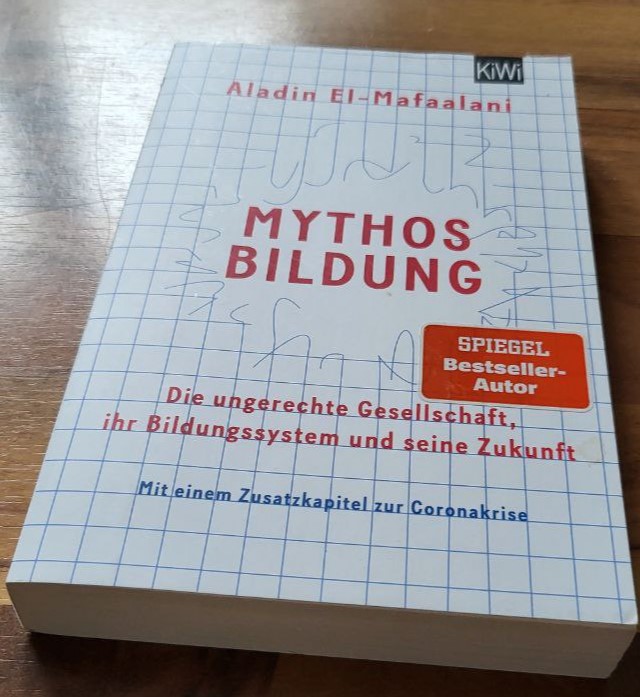 KiWi
Aladin El-Mafaalani
MYTHOS
BILDUNG
SPIEGEL
Bestseller-
Autor
Die ungerechte Gesellschaft,
ihr Bildungssystem und seine Zukunft
Mit einem Zusatzkapitel zur Coronakrise